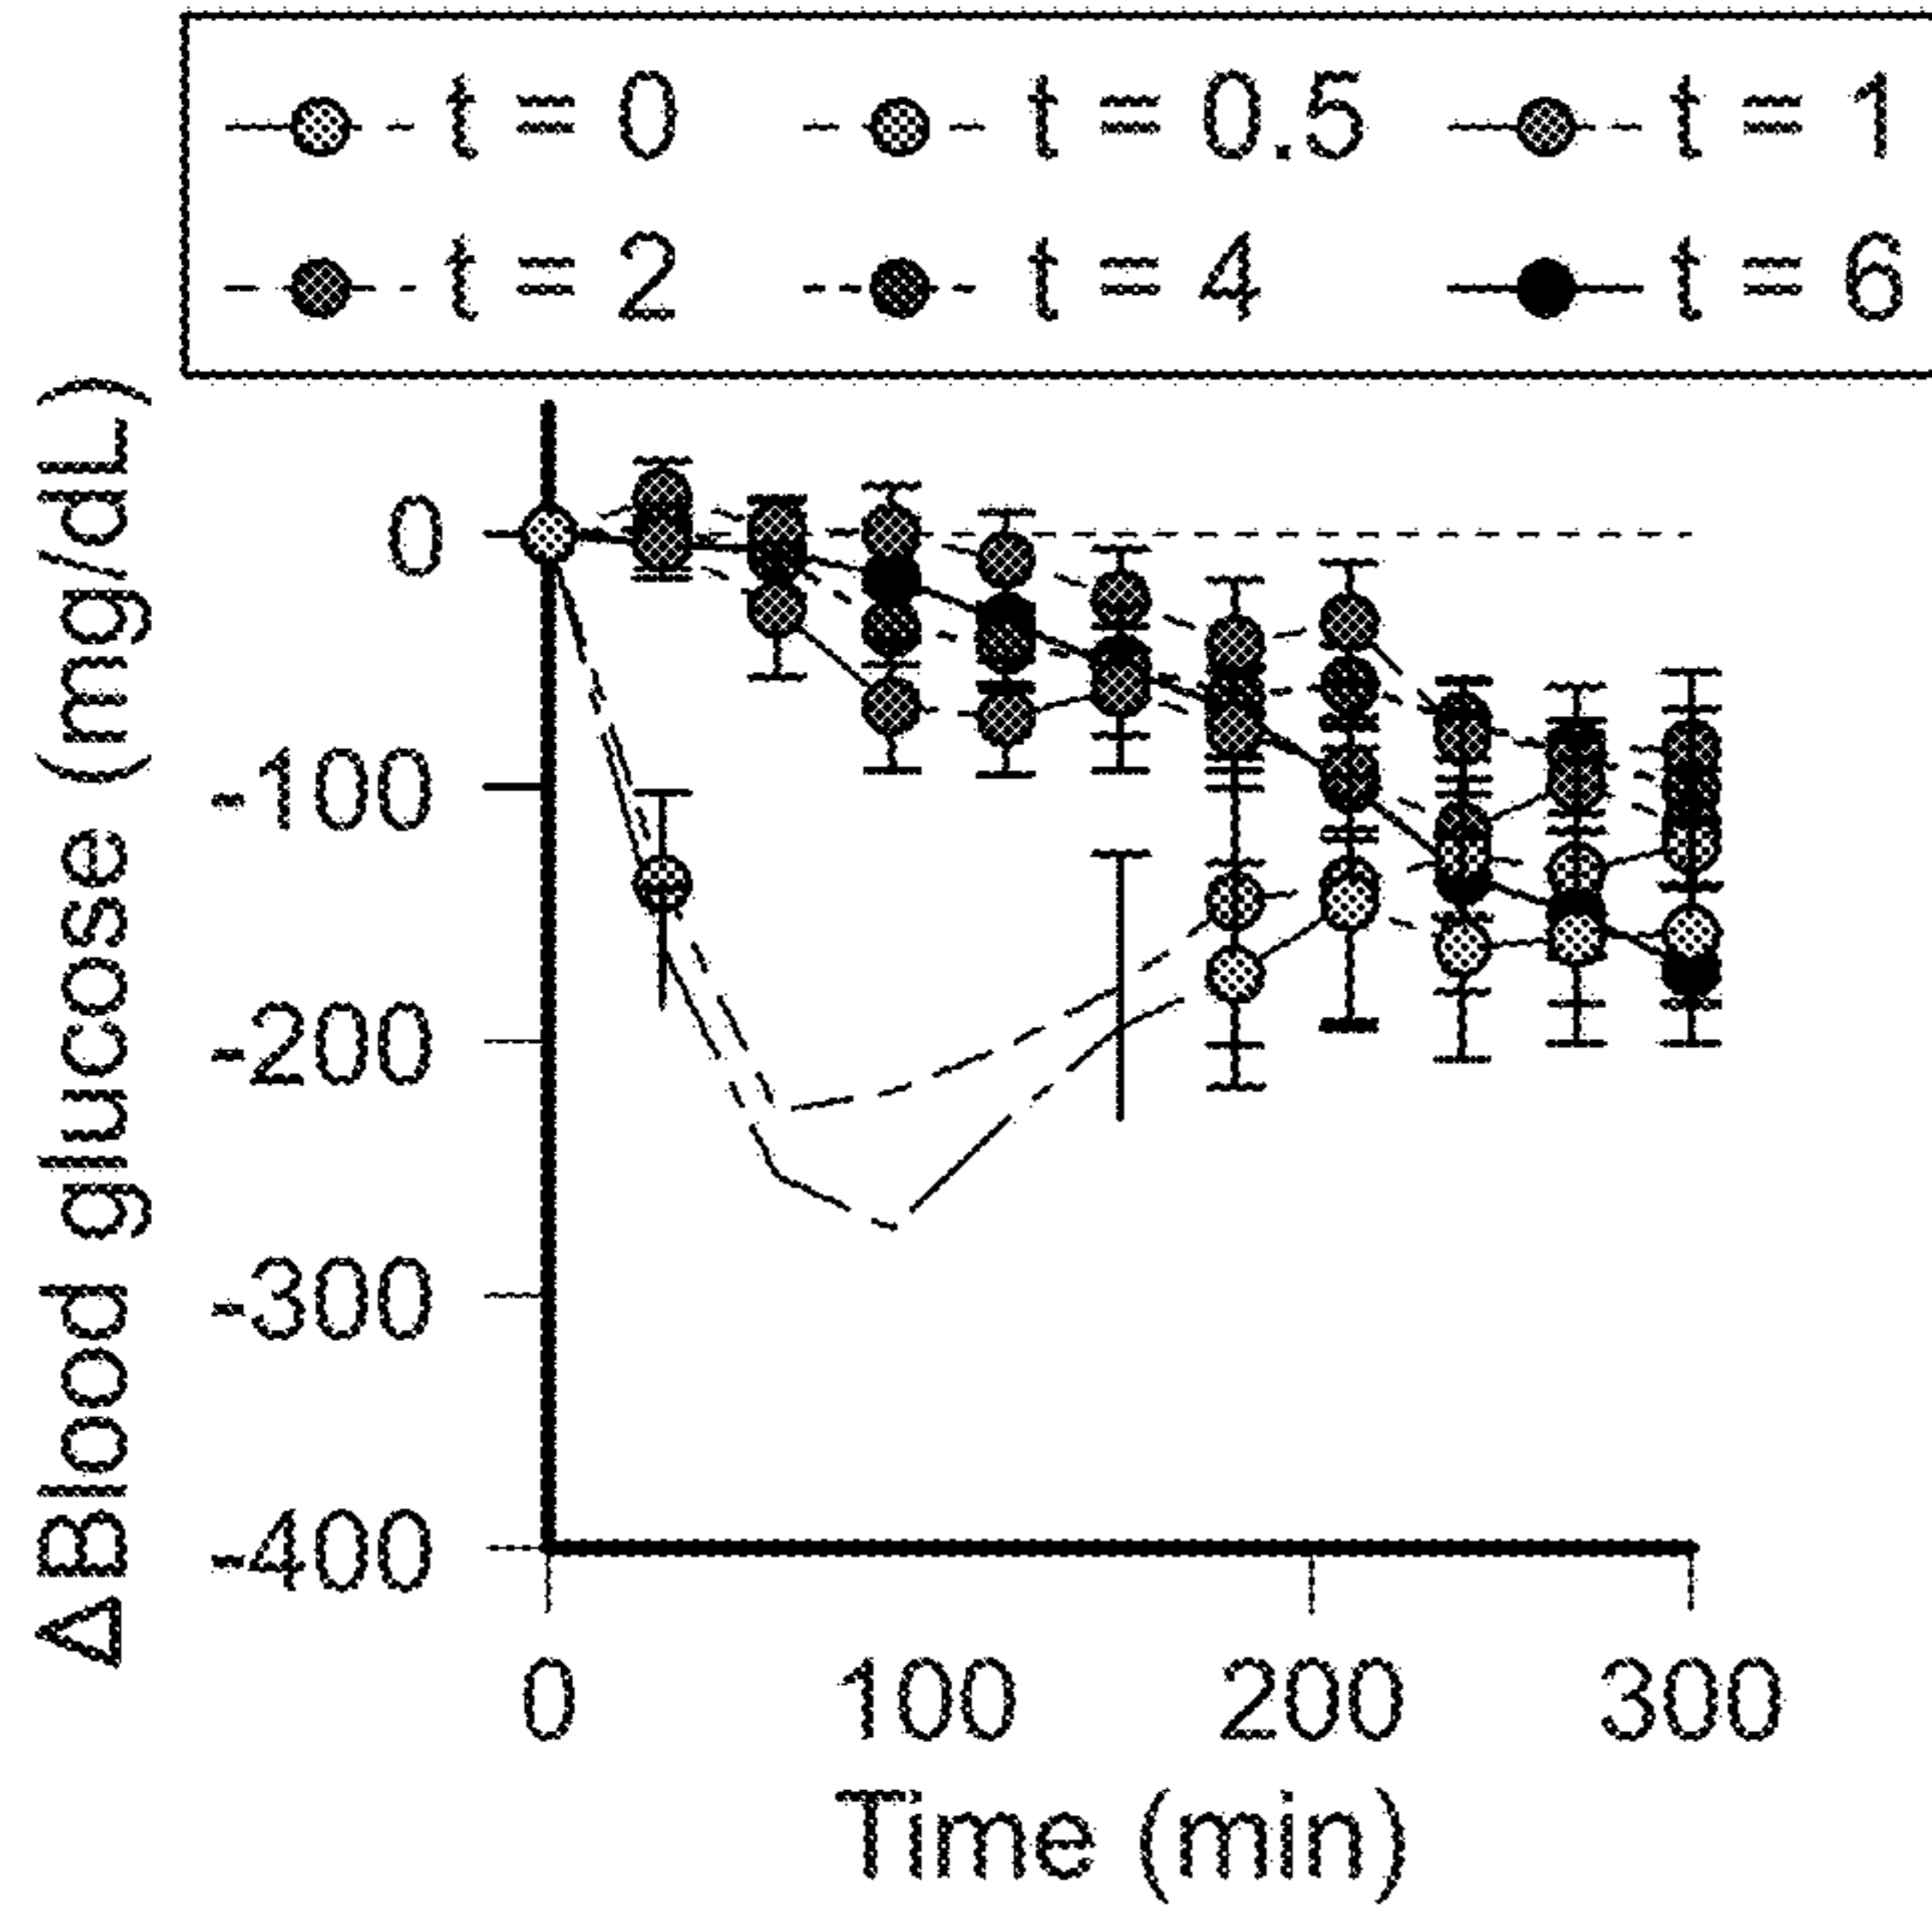 t = 0 t = 0.5 t = 1
t = 2 t = 4 t = 6
ΔBlood glucose (mg/dL)
0
-100
-200
-300
-400
0 100 200 300
Time (min)